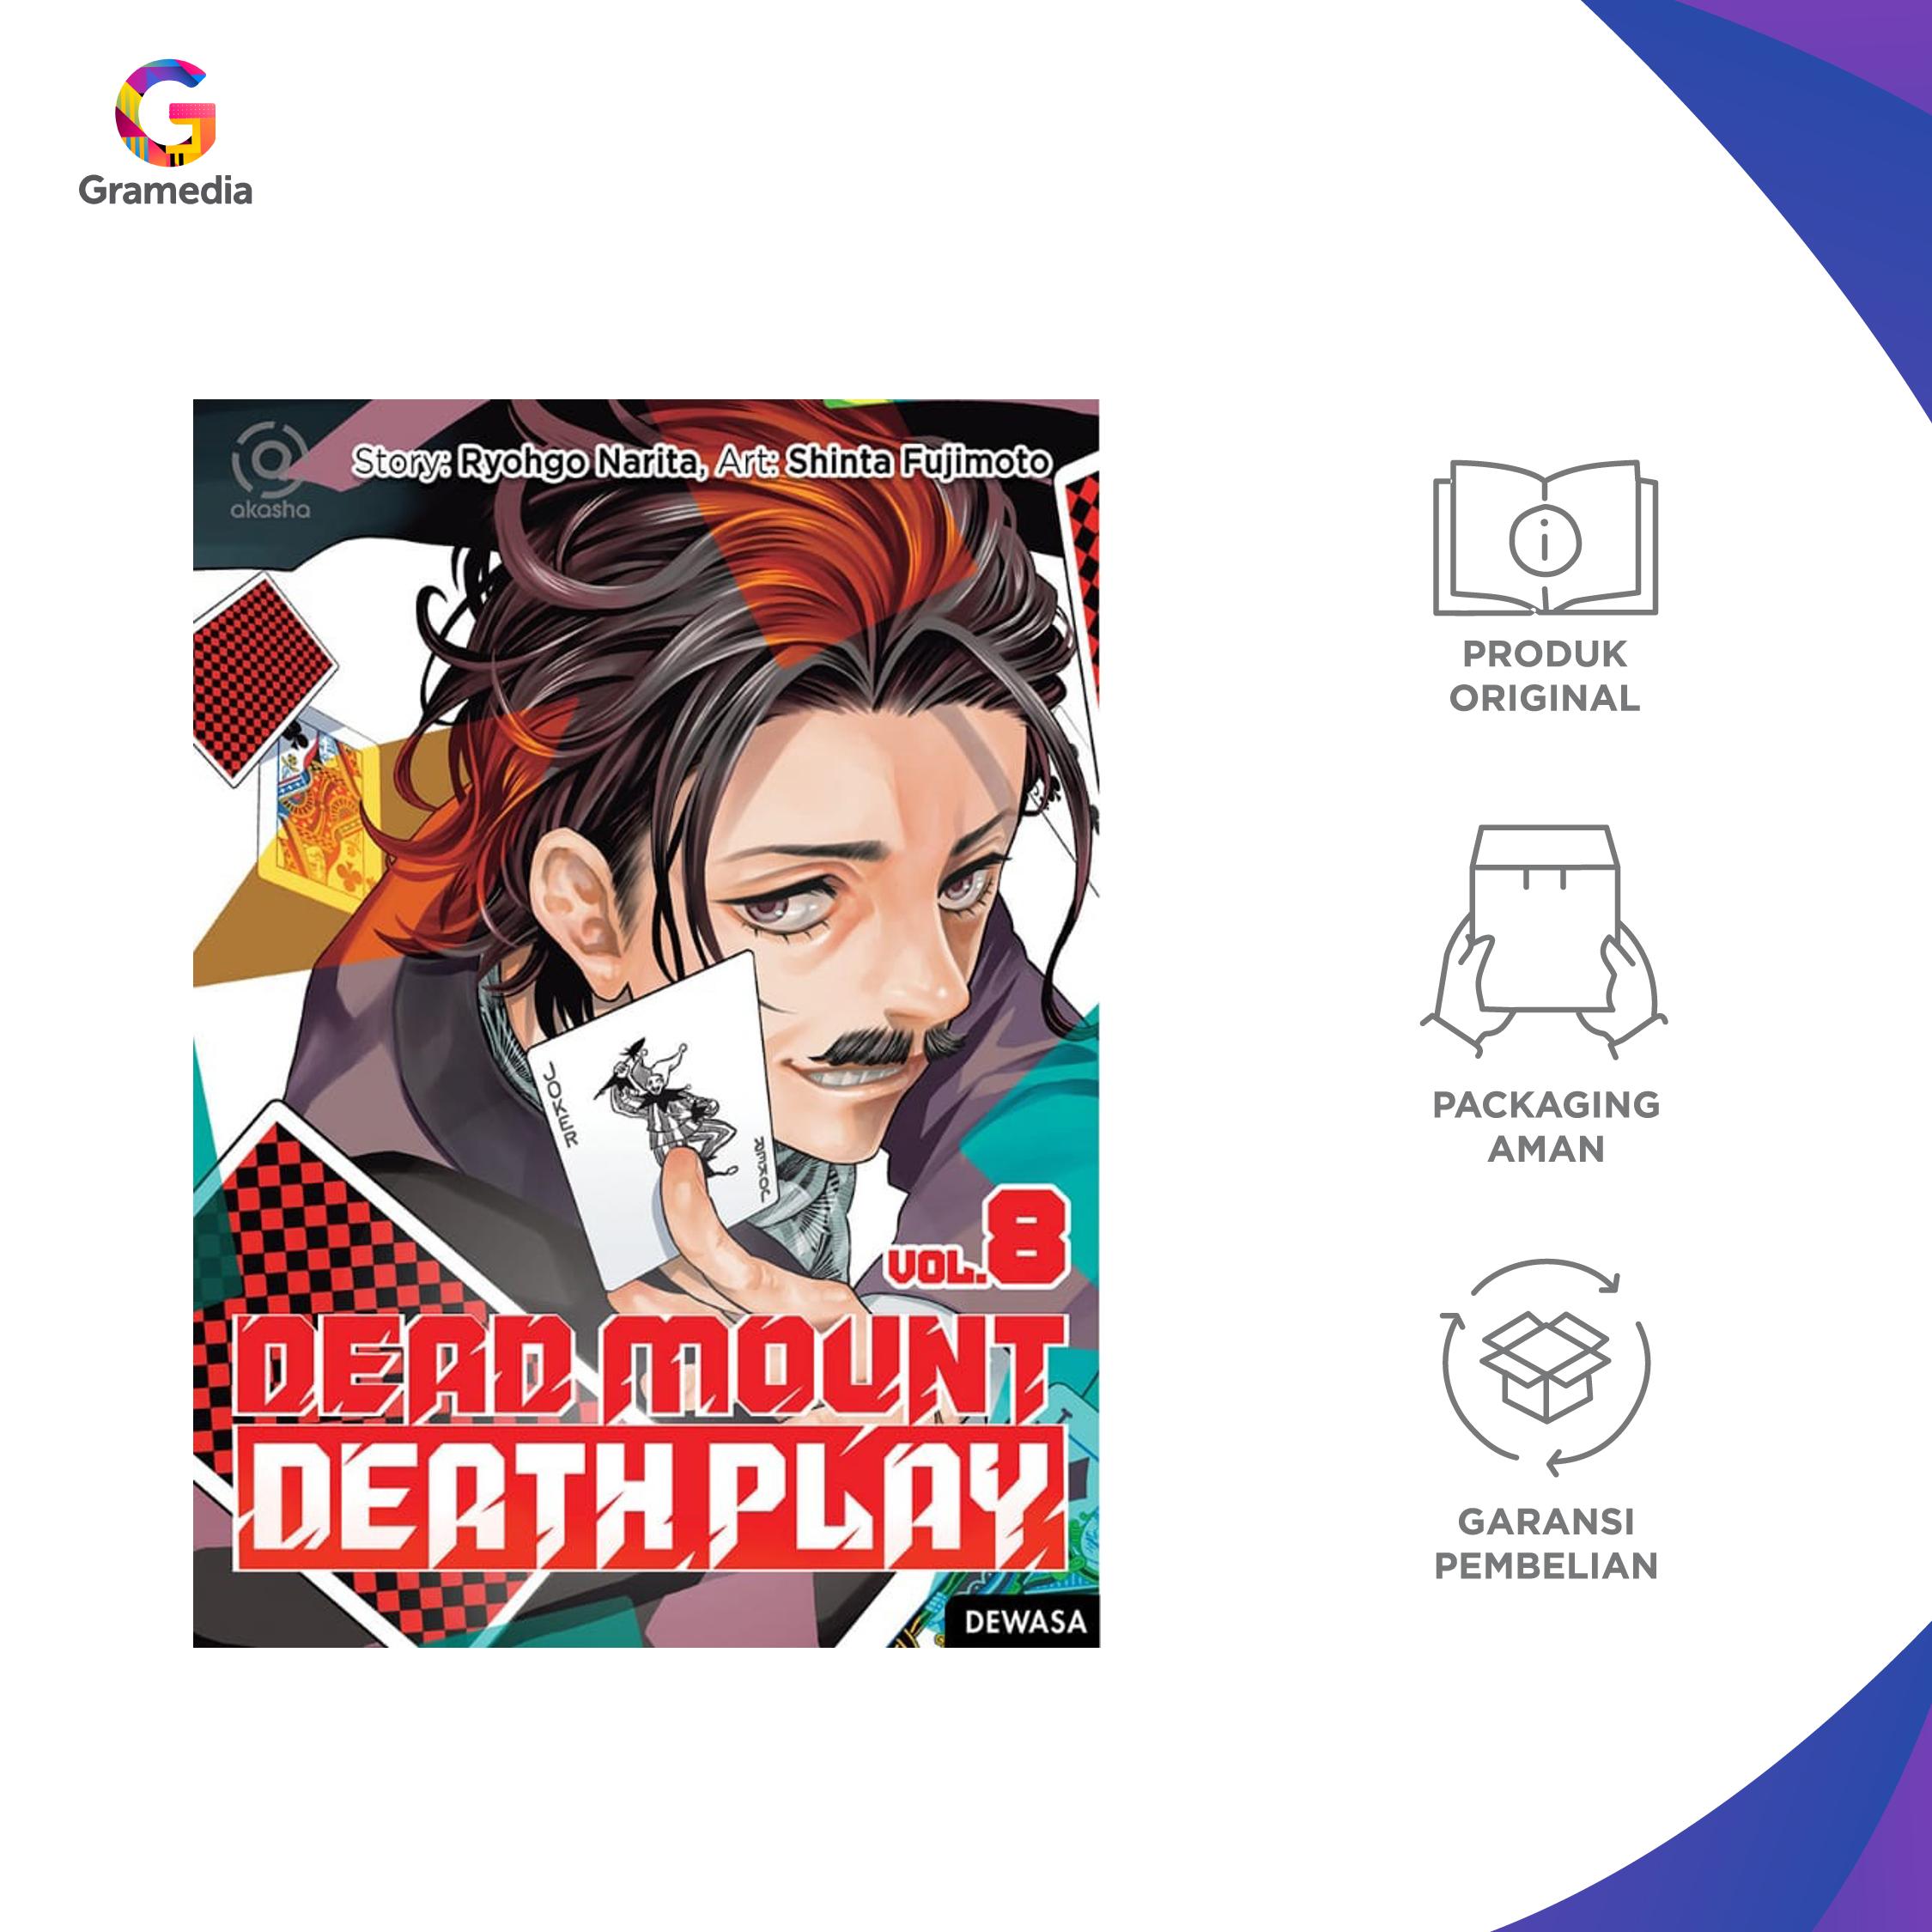 Gramedia
akasha
Story: Ryohgo Narita, Art: Shinta Fujimoto
JOKER
JOKER
VOL.8
DEAD MOUNT
DEATH PLAY
DEWASA
PRODUK
ORIGINAL
PACKAGING
AMAN
GARANSI
PEMBELIAN